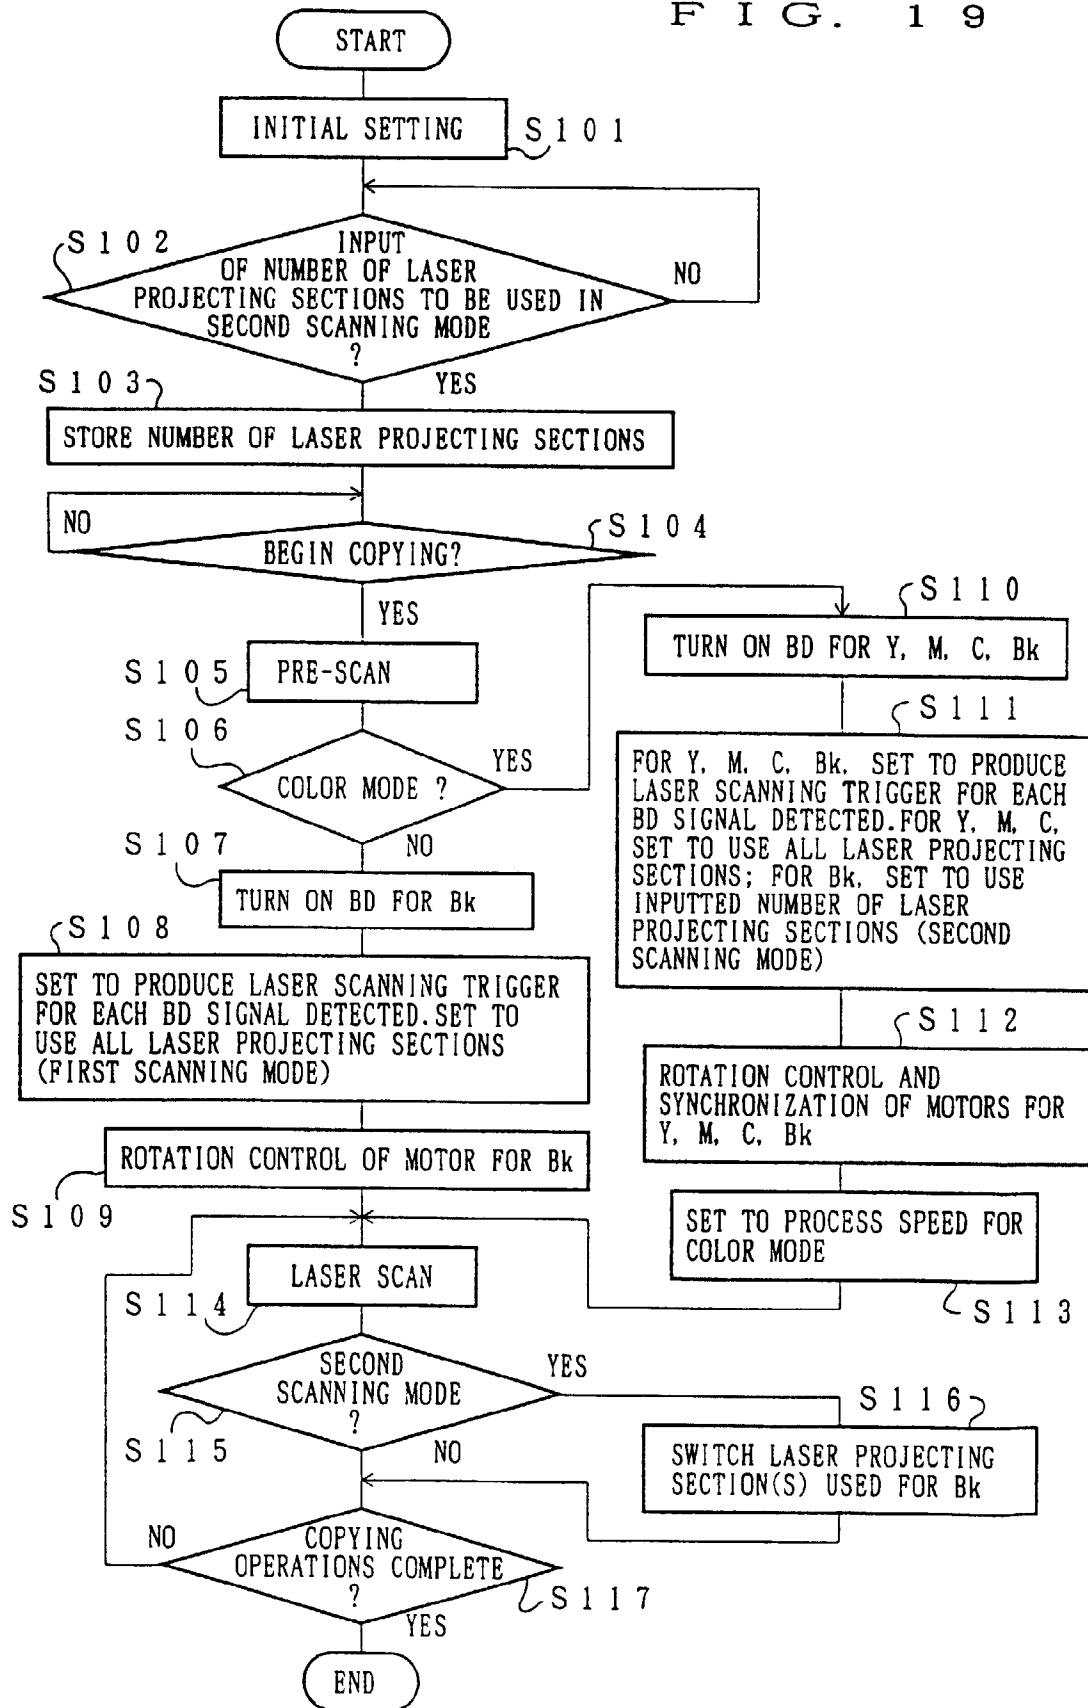 FIG. 19
START
INITIAL SETTING
S101
S102
INPUT
OF NUMBER OF LASER
PROJECTING SECTIONS TO BE USED IN
SECOND SCANNING MODE
?
NO
YES
S103
STORE NUMBER OF LASER PROJECTING SECTIONS
NO
BEGIN COPYING?
S104
YES
S105
PRE-SCAN
S106
COLOR MODE ?
YES
NO
S107
TURN ON BD FOR Bk
S108
SET TO PRODUCE LASER SCANNING TRIGGER
FOR EACH BD SIGNAL DETECTED.SET TO
USE ALL LASER PROJECTING SECTIONS
(FIRST SCANNING MODE)
ROTATION CONTROL OF MOTOR FOR Bk
S109
S110
TURN ON BD FOR Y, M, C, Bk
S111
FOR Y, M, C, Bk, SET TO PRODUCE
LASER SCANNING TRIGGER FOR EACH
BD SIGNAL DETECTED.FOR Y, M, C,
SET TO USE ALL LASER PROJECTING
SECTIONS; FOR Bk, SET TO USE
INPUTTED NUMBER OF LASER
PROJECTING SECTIONS (SECOND
SCANNING MODE)
S112
ROTATION CONTROL AND
SYNCHRONIZATION OF MOTORS FOR
Y, M, C, Bk
SET TO PROCESS SPEED FOR
COLOR MODE
S113
LASER SCAN
S114
SECOND
SCANNING MODE
?
YES
S115
NO
S116
SWITCH LASER PROJECTING
SECTION(S) USED FOR Bk
NO
COPYING
OPERATIONS COMPLETE
?
S117
YES
END